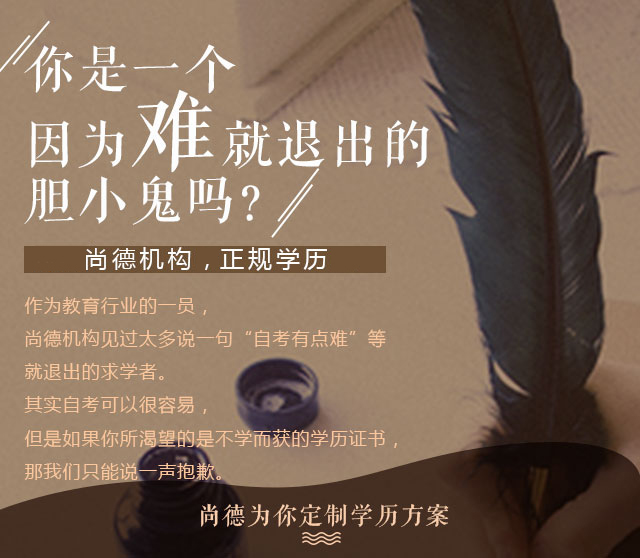 你是一个
因为难就退出的
胆小鬼吗?
尚德机构，正规学历
作为教育行业的一员，
尚德机构见过太多说一句“自考有点难”等
就退出的求学者。
其实自考可以很容易，
但是如果你所渴望的是不学而获的学历证书，
那我们只能说一声抱歉。
尚德为你定制学历方案